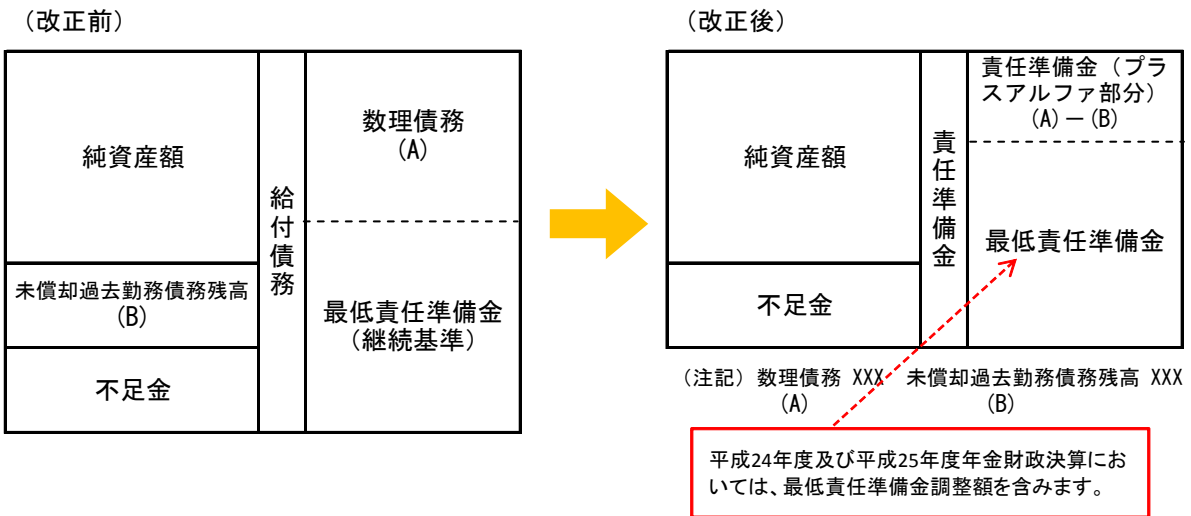 （改正前）
純資産額
未償却過去勤務債務残高
(B)
不足金
給付債務
数理債務
(A)
最低責任準備金
（継続基準）
（改正後）
純資産額
不足金
責任準備金
責任準備金（プラ
スアルファ部分）
(A)－(B)
最低責任準備金
（注記）数理債務 XXX　未償却過去勤務債務残高 XXX
(A)　(B)
平成24年度及び平成25年度年金財政決算にお
いては、最低責任準備金調整額を含みます。